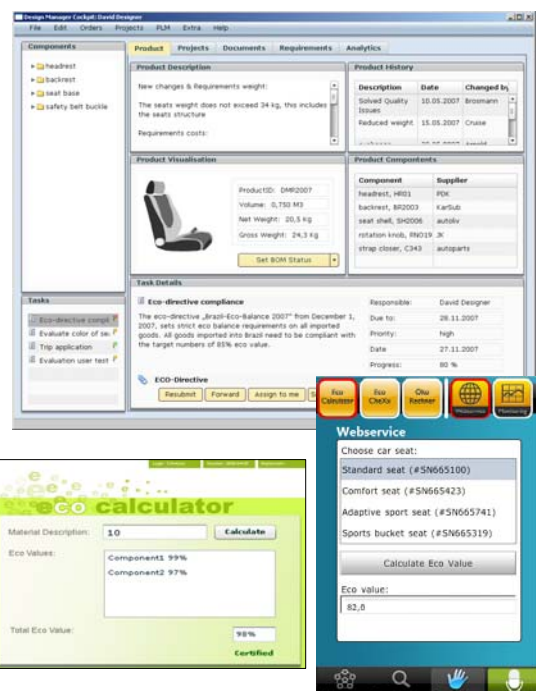 Design Manager Cockpit: David Designer
File Edit Orders Projects PLM Extra Help
Components
headrest
backrest
seat base
safety belt buckle
Product Projects Documents Requirements Analytics
Product Description
New changes & Requirements weight:
The seats weight does not exceed 34 kg, this includes
the seats structure
Requirements costs:
Product History
Description Date Changed by
Solved Quality Issues 10.05.2007 Brosmann
Reduced weight 15.05.2007 Cruise
Product Visualisation
ProductID: DMR2007
Volume: 0,750 M3
Net Weight: 20,5 kg
Gross Weight: 24,3 kg
Get BOM Status
Product Compontents
Component Supplier
headrest, HR01 PDK
backrest, BR2003 KarSub
seat shell, SH2006 autoliv
rotation knob, RNO19 JK
strap closer, C343 autoparts
Tasks
Eco-directive compli
Evaluate color of sea
Trip application
Evaluation user test
Task Details
Eco-directive compliance
The eco-directive „Brazil-Eco-Balance 2007" from December 1,
2007, sets strict eco balance requirements on all imported
goods. All goods imported into Brazil need to be compliant with
the target numbers of 85% eco value.
ECO-Directive
Resubmit Forward Assign to me
Responsible: David Designer
Due to: 28.11.2007
Priority: high
Date 27.11.2007
Progress: 80 %
Eco Calculator
Eco CheXx
Öko Rechner
Webservice
Monitoring
Webservice
Choose car seat:
Standard seat (#SN665100)
Comfort seat (#SN665423)
Adaptive sport seat (#SN665741)
Sports bucket seat (#SN665319)
Calculate Eco Value
Eco value:
82,0
eco calculator
Material Description: 10 Calculate
Eco Values:
Component1 99%
Component2 97%
Total Eco Value: 98%
Certified